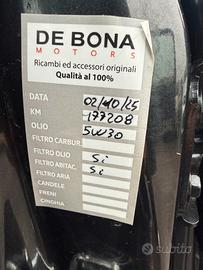 DE BONA
MOTORS
Ricambi ed accessori originali
Qualità al 100%
DATA 02/10/25
KM 177208
OLIO 5W30
FILTRO CARBUR.
FILTRO OLIO Si
FILTRO ABITAC. Si
FILTRO ARIA
CANDELE
FRENI
CINGHIA
subito